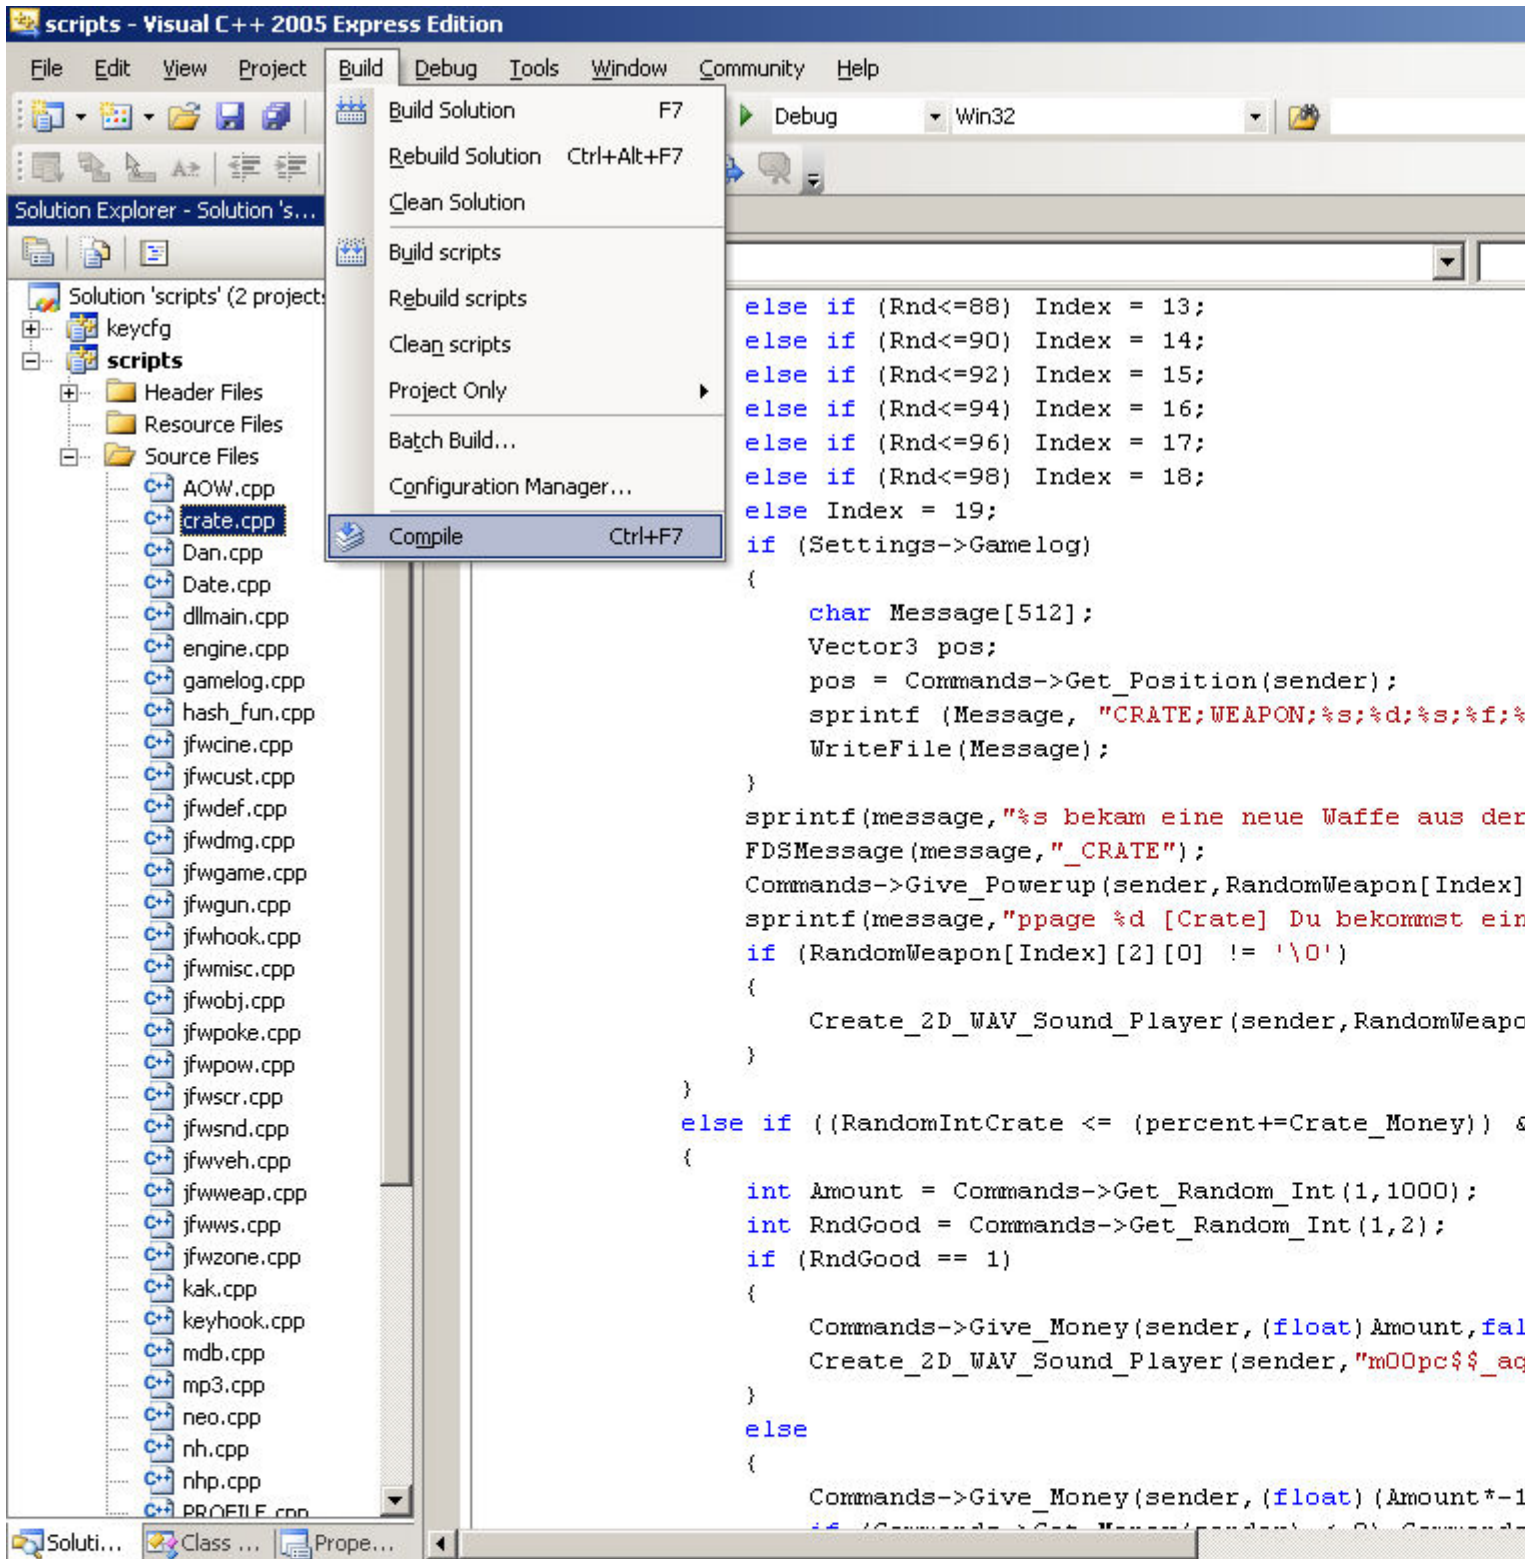 scripts - Visual C++ 2005 Express Edition
File Edit View Project Build Debug Tools Window Community Help
Debug Win32
Build Solution F7
Rebuild Solution Ctrl+Alt+F7
Clean Solution
Build scripts
Rebuild scripts
Clean scripts
Project Only
Batch Build...
Configuration Manager...
Compile Ctrl+F7
Solution Explorer - Solution 's...
Solution 'scripts' (2 project
keycfg
scripts
Header Files
Resource Files
Source Files
AOW.cpp
crate.cpp
Dan.cpp
Date.cpp
dllmain.cpp
engine.cpp
gamelog.cpp
hash_fun.cpp
jfwcine.cpp
jfwcust.cpp
jfwdef.cpp
jfwdmg.cpp
jfwgame.cpp
jfwgun.cpp
jfwhook.cpp
jfwmisc.cpp
jfwobj.cpp
jfwpoke.cpp
jfwpow.cpp
jfwscr.cpp
jfwsnd.cpp
jfwveh.cpp
jfwweap.cpp
jfwws.cpp
jfwzone.cpp
kak.cpp
keyhook.cpp
mdb.cpp
mp3.cpp
neo.cpp
nh.cpp
nhp.cpp
PROFILE.cpp
Soluti... Class ... Prope...
else if (Rnd<=88) Index = 13;
else if (Rnd<=90) Index = 14;
else if (Rnd<=92) Index = 15;
else if (Rnd<=94) Index = 16;
else if (Rnd<=96) Index = 17;
else if (Rnd<=98) Index = 18;
else Index = 19;
if (Settings->Gamelog)
{
char Message[512];
Vector3 pos;
pos = Commands->Get_Position(sender);
sprintf (Message, "CRATE;WEAPON;%s;%d;%s;%f;%
WriteFile(Message);
}
sprintf(message,"%s bekam eine neue Waffe aus der
FDSMessage(message,"_CRATE");
Commands->Give_Powerup(sender,RandomWeapon[Index]
sprintf(message,"ppage %d [Crate] Du bekommst ein
if (RandomWeapon[Index][2][0] != '\0')
{
Create_2D_WAV_Sound_Player(sender,RandomWeapo
}
}
else if ((RandomIntCrate <= (percent+=Crate_Money)) &
{
int Amount = Commands->Get_Random_Int(1,1000);
int RndGood = Commands->Get_Random_Int(1,2);
if (RndGood == 1)
{
Commands->Give_Money(sender,(float)Amount,fal
Create_2D_WAV_Sound_Player(sender,"m00pc$$_aq
}
else
{
Commands->Give_Money(sender,(float)(Amount*-1